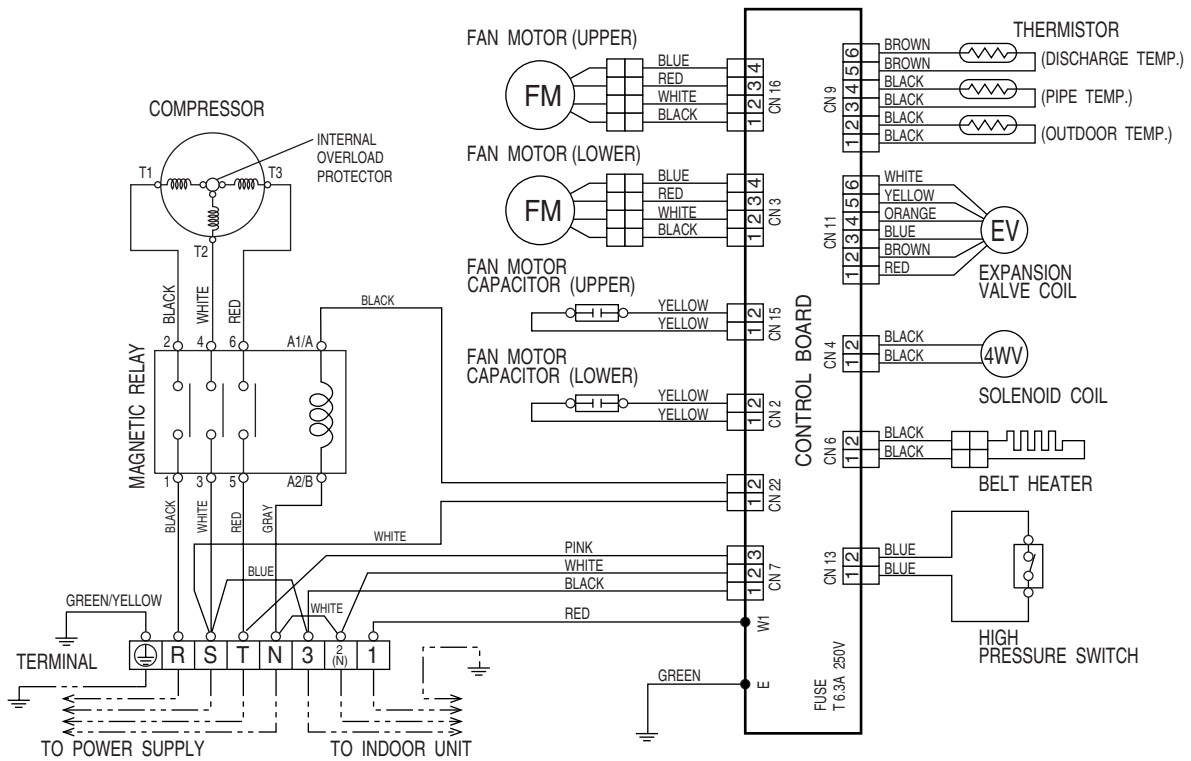 FAN MOTOR (UPPER)
FM
BLUE
RED
WHITE
BLACK
4
3
2
1
CN 16
FAN MOTOR (LOWER)
FM
BLUE
RED
WHITE
BLACK
4
3
2
1
CN 3
FAN MOTOR
CAPACITOR (UPPER)
YELLOW
YELLOW
2
1
CN 15
FAN MOTOR
CAPACITOR (LOWER)
YELLOW
YELLOW
2
1
CN 2
2
1
CN 22
PINK
WHITE
BLACK
3
2
1
CN 7
RED
W1
GREEN
E
CONTROL BOARD
FUSE
T 6.3A 250V
COMPRESSOR
INTERNAL
OVERLOAD
PROTECTOR
T1
T3
T2
BLACK
WHITE
RED
BLACK
2
4
6
A1/A
MAGNETIC RELAY
1
3
5
A2/B
BLACK
WHITE
RED
GRAY
WHITE
BLUE
WHITE
GREEN/YELLOW
TERMINAL
R
S
T
N
3
2
(N)
1
TO POWER SUPPLY
TO INDOOR UNIT
THERMISTOR
6
5
4
3
2
1
CN 9
BROWN
BROWN
BLACK
BLACK
BLACK
BLACK
(DISCHARGE TEMP.)
(PIPE TEMP.)
(OUTDOOR TEMP.)
6
5
4
3
2
1
CN 11
WHITE
YELLOW
ORANGE
BLUE
BROWN
RED
EV
EXPANSION
VALVE COIL
2
1
CN 4
BLACK
BLACK
4WV
SOLENOID COIL
2
1
CN 6
BLACK
BLACK
BELT HEATER
2
1
CN 13
BLUE
BLUE
HIGH
PRESSURE SWITCH